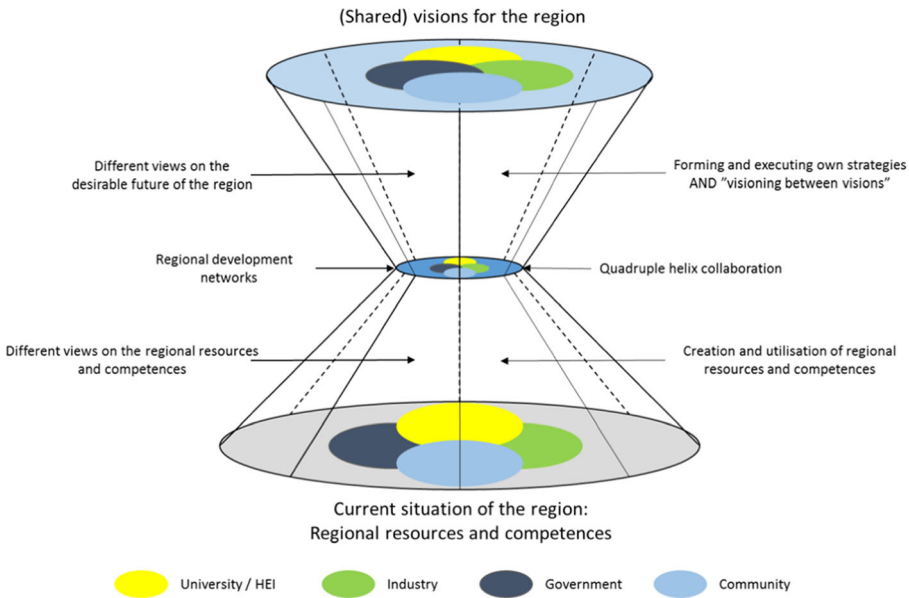 (Shared) visions for the region
Different views on the
desirable future of the region
Forming and executing own strategies
AND "visioning between visions"
Regional development
networks
Quadruple helix collaboration
Different views on the regional resources
and competences
Creation and utilisation of regional
resources and competences
Current situation of the region:
Regional resources and competences
University / HEI
Industry
Government
Community